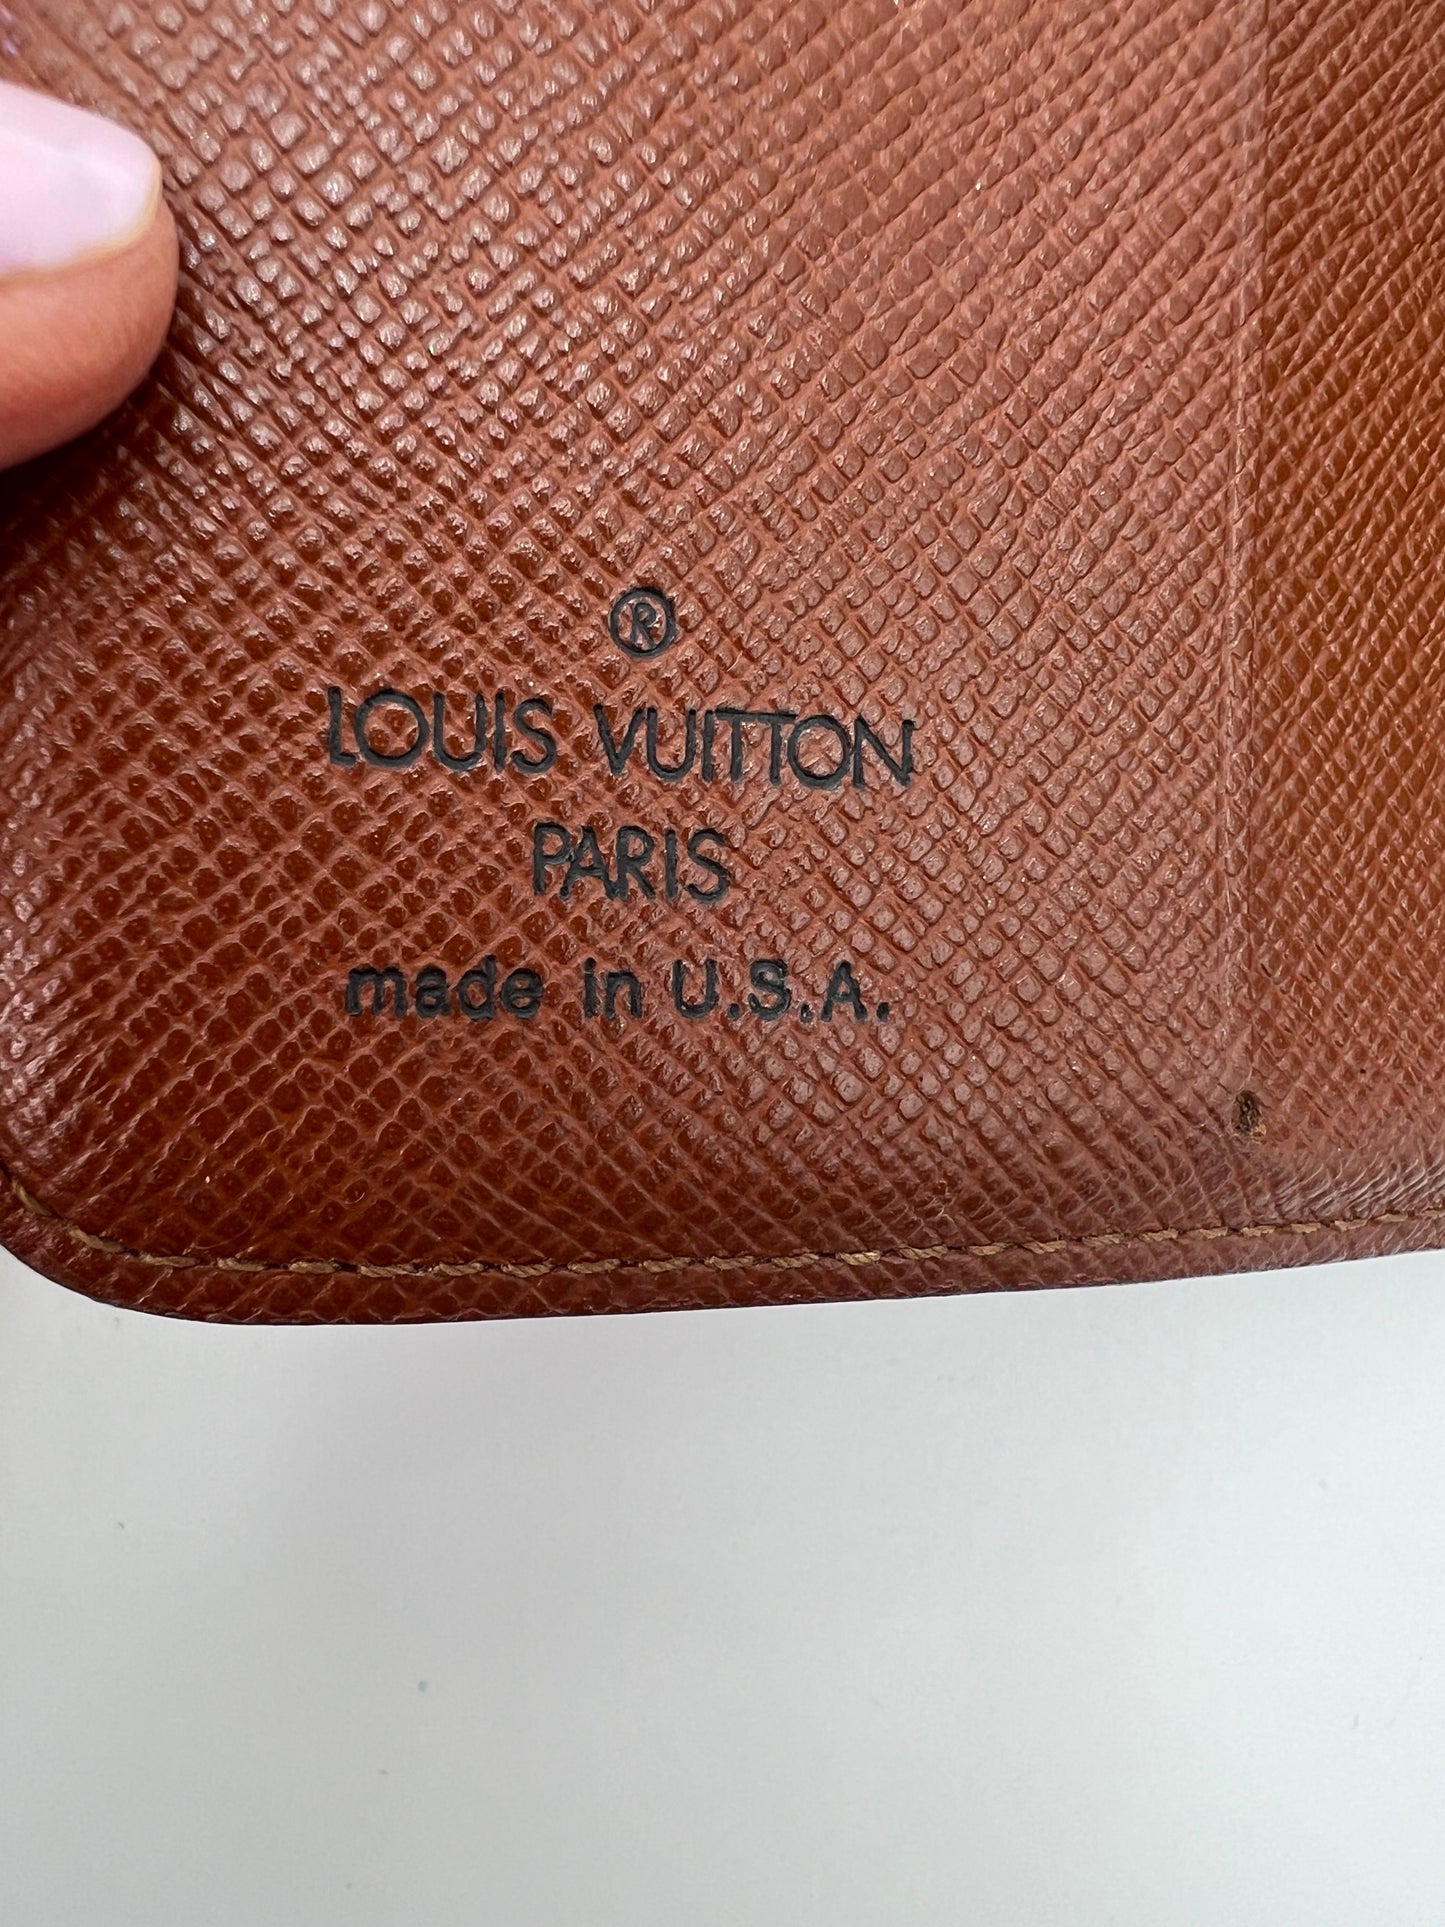 ®
LOUIS VUITTON
PARIS
made in U.S.A.